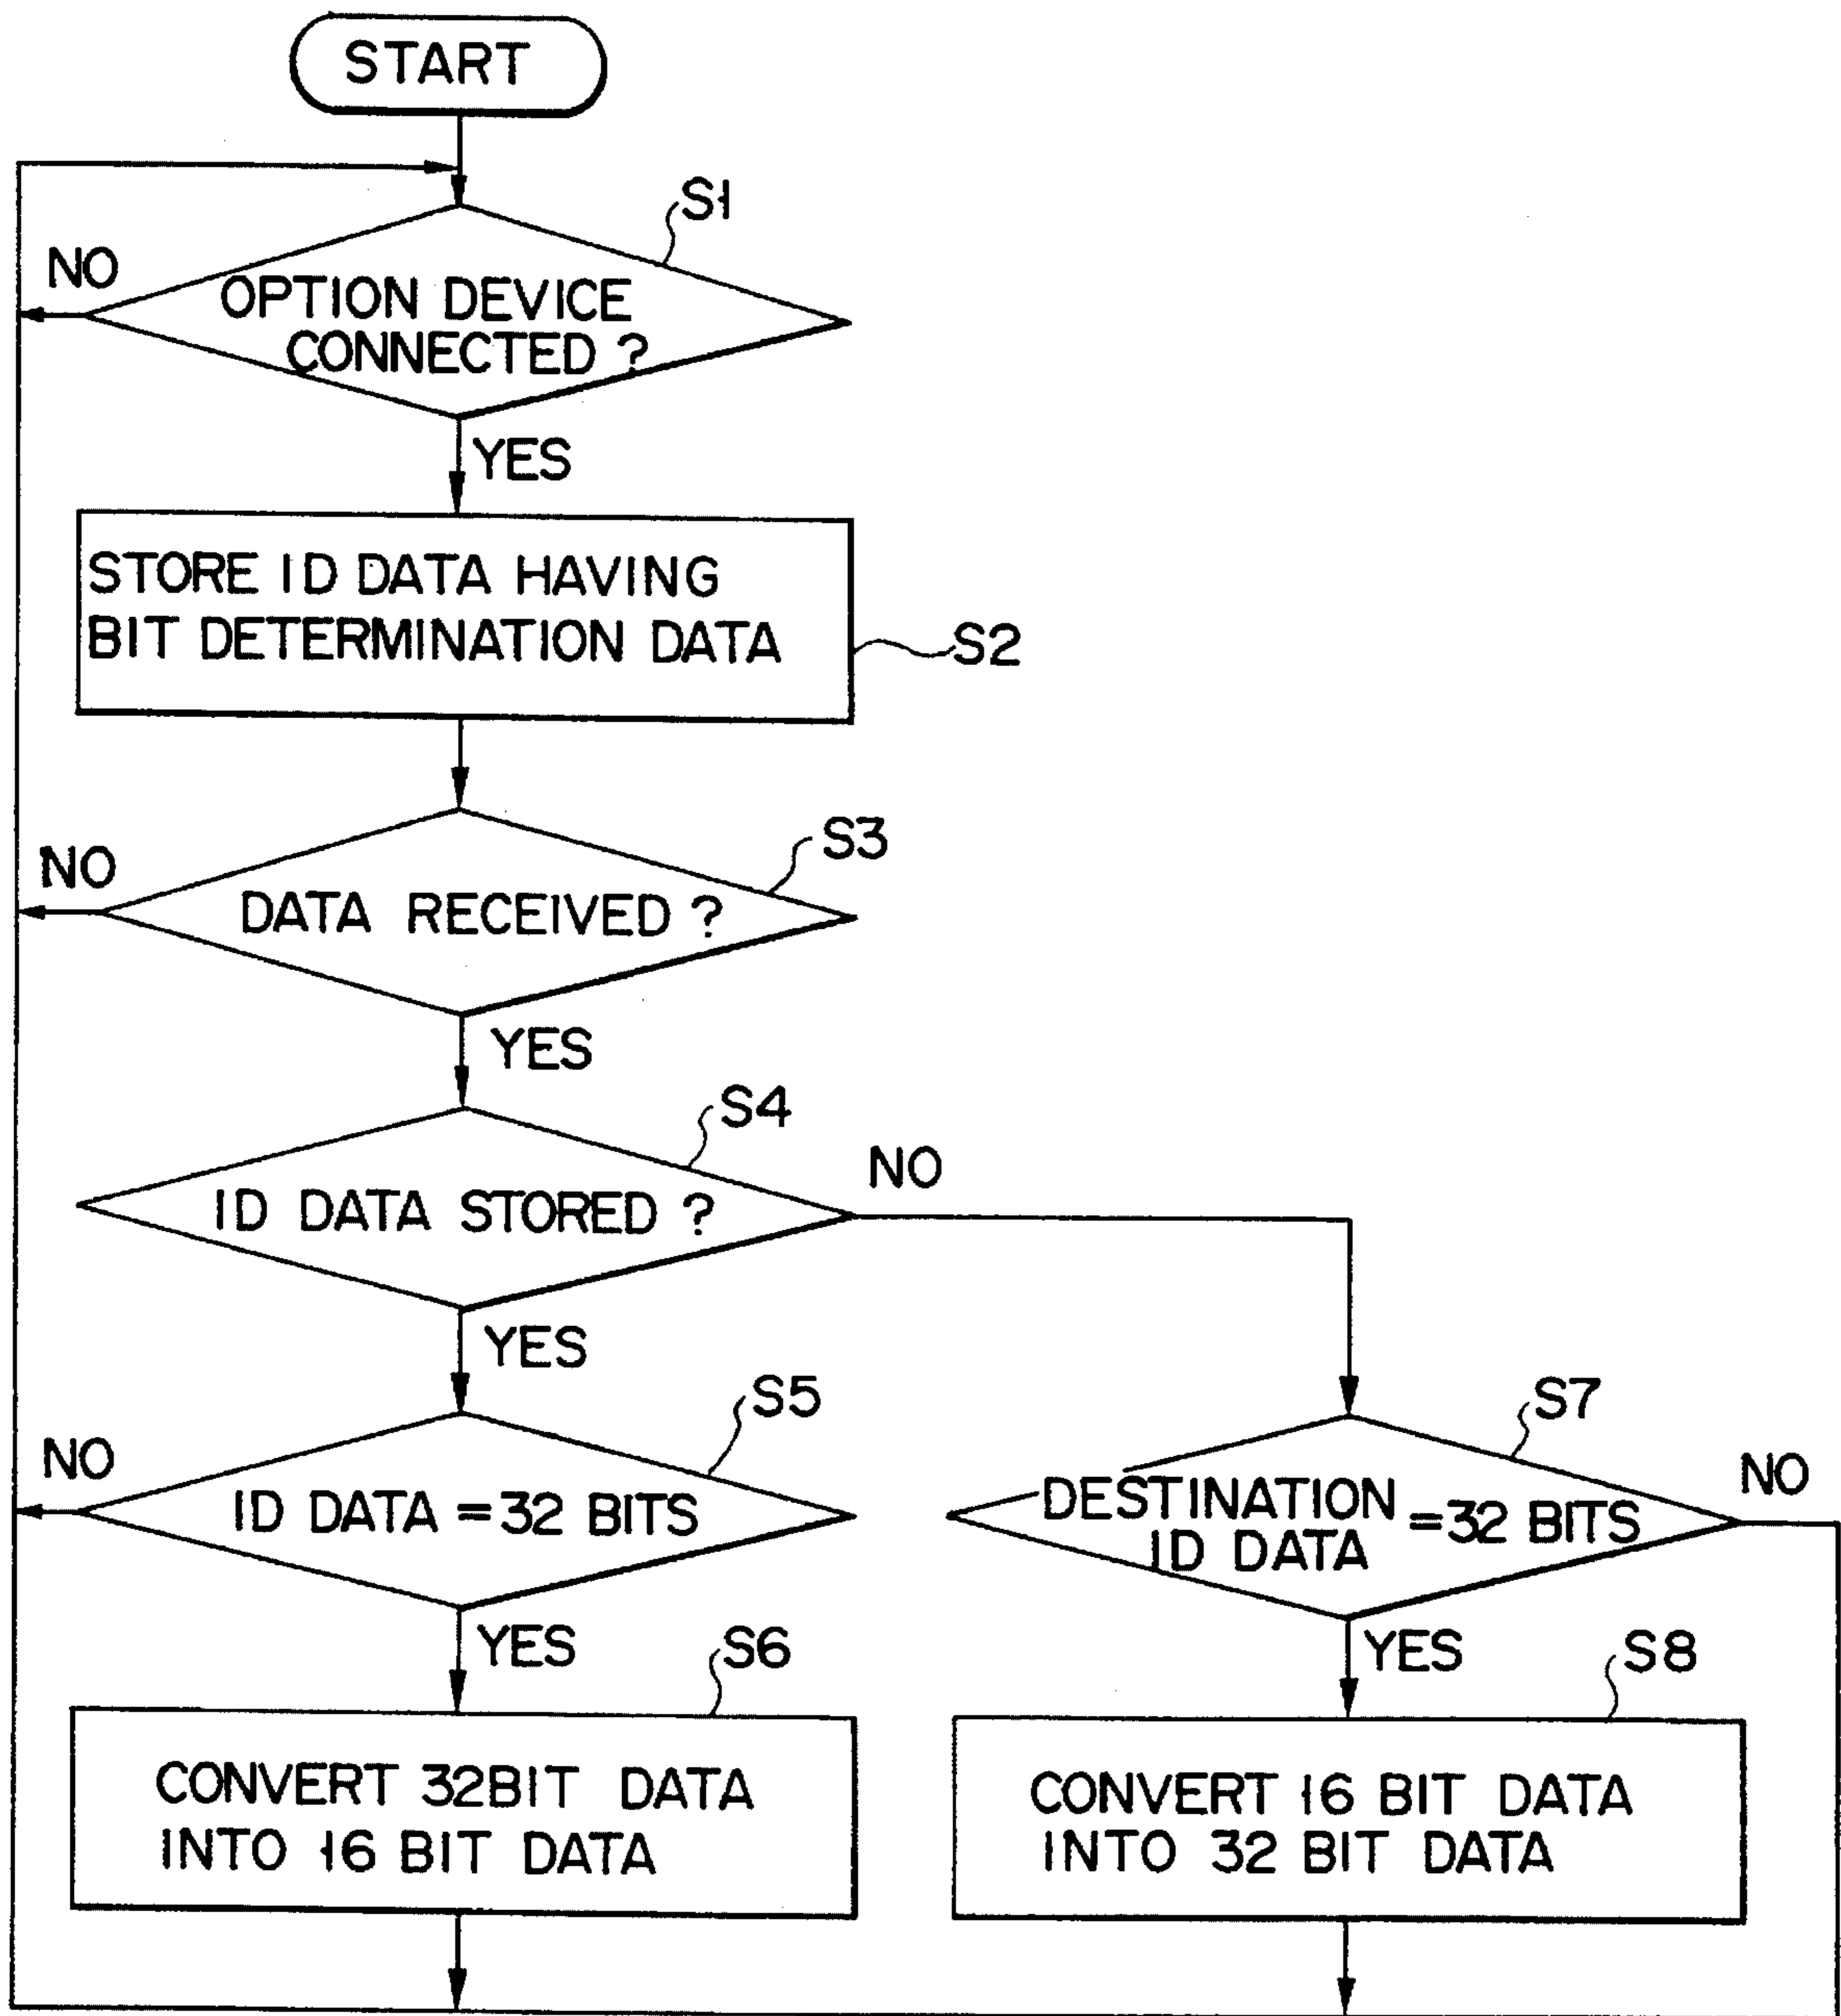 START
S1
NO
OPTION DEVICE
CONNECTED ?
YES
STORE ID DATA HAVING
BIT DETERMINATION DATA
S2
S3
NO
DATA RECEIVED ?
YES
S4
NO
ID DATA STORED ?
YES
S5
NO
ID DATA = 32 BITS
YES
S6
CONVERT 32BIT DATA
INTO 16 BIT DATA
S7
NO
DESTINATION
ID DATA = 32 BITS
YES
S8
CONVERT 16 BIT DATA
INTO 32 BIT DATA